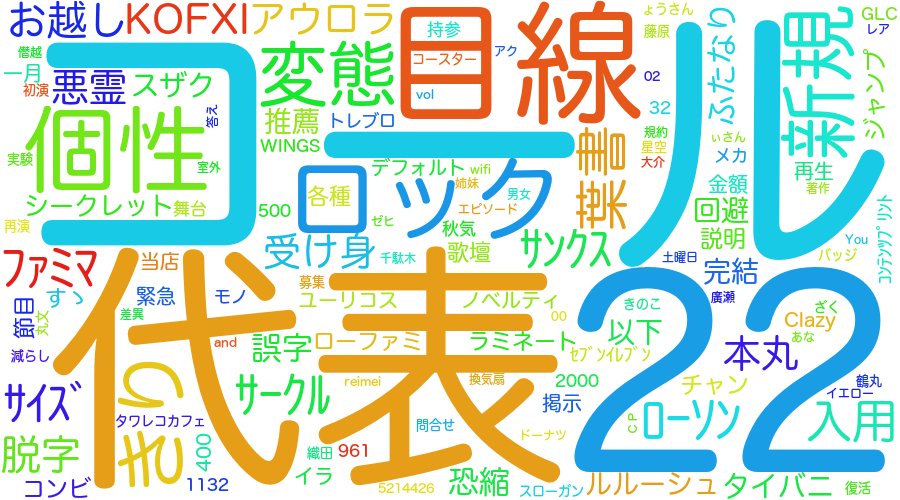 お越し
KOFXI
アウロラ
目線
ょうさん
藤原
GLC
レア
僭越
一月
初演
悪霊
スザク
答え
変態
持参
コースター
アク
vol
02
32
ふたなり
新規
ジャンプ
コール
個性
推薦
トレブロ
WINGS
規約
星空
大介
ぃさん
メカ
葉書
実験
室外
デフォルト
wifi
姉妹
男女
エピソード
再生
著作
金額
シークレット
舞台
500
ロック
各種
ゼヒ
秋気
歌壇
回避
説明
再演
ファミマ
当店
受け身
千駄木
サンクス
土曜日
You
バッジ
コンテンツプリント
完結
廣瀬
すゝ
緊急
モノ
募集
ユーリコス
ノベルティ
00
きのこ
ざく
Clazy
あな
節目
丸文
差異
代表
22
減らし
and
誤字
ローファミ
ラミネート
以下
セブンイレブン
本丸
サイズ
きり
サークル
reimei
換気扇
2000
チャン
鶴丸
イエロー
掲示
タワレコカフェ
問合せ
ローソン
入用
脱字
400
織田
961
ドーナツ
CP
コンビ
1132
イラ
5214426
恐縮
スローガン
ルルーシュ
タイバニ
復活